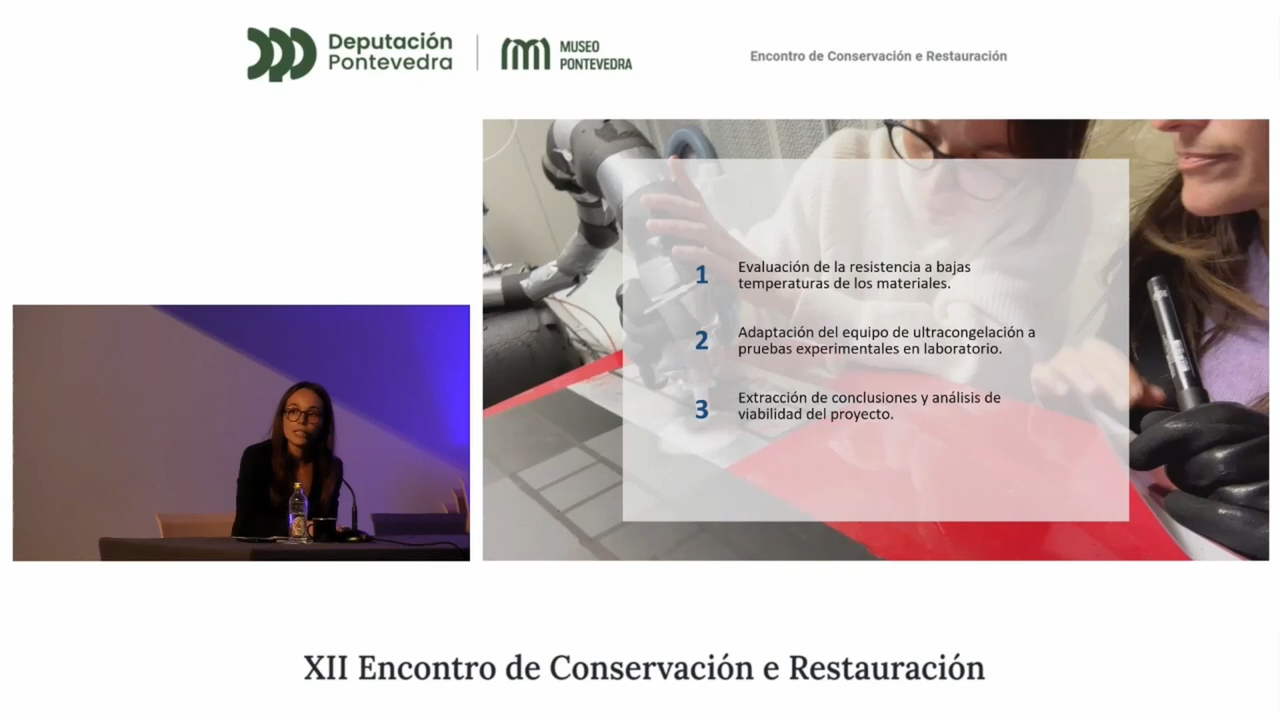 Deputación
Pontevedra
MUSEO
PONTEVEDRA
Encontro de Conservación e Restauración
1 Evaluación de la resistencia a bajas
temperaturas de los materiales.
2 Adaptación del equipo de ultracongelación a
pruebas experimentales en laboratorio.
3 Extracción de conclusiones y análisis de
viabilidad del proyecto.
XII Encontro de Conservación e Restauración